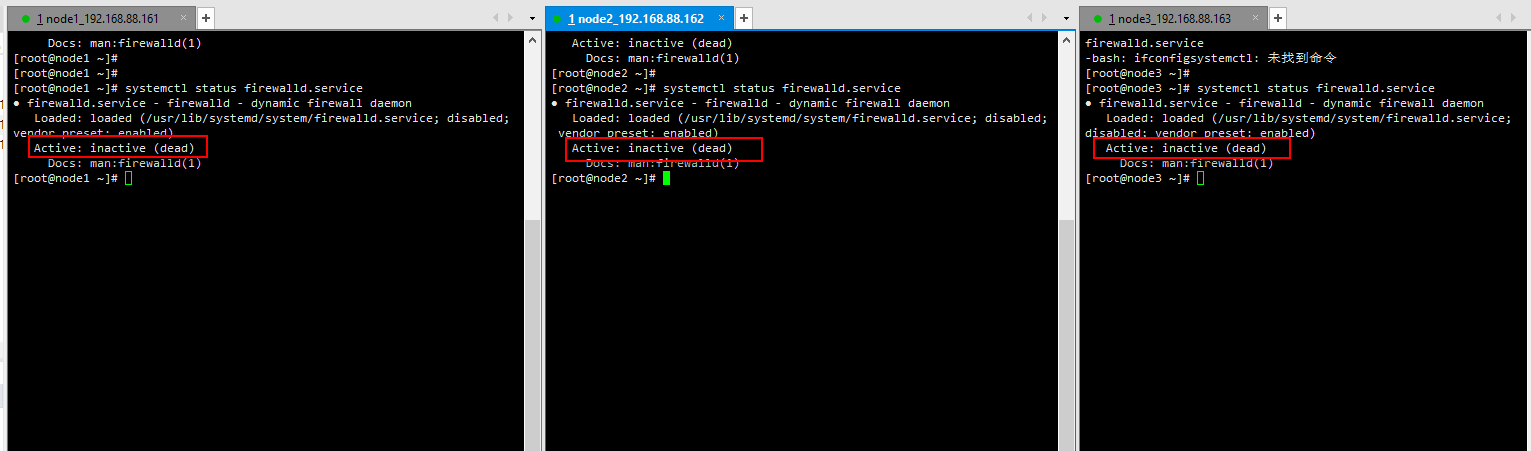 1 node1_192.168.88.161
Docs: man:firewalld(1)
[root@node1 ~]#
[root@node1 ~]#
[root@node1 ~]# systemctl status firewalld.service
● firewalld.service - firewalld - dynamic firewall daemon
Loaded: loaded (/usr/lib/systemd/system/firewalld.service; disabled;
vendor preset: enabled)
Active: inactive (dead)
Docs: man:firewalld(1)
[root@node1 ~]#
1 node2_192.168.88.162
Active: inactive (dead)
Docs: man:firewalld(1)
[root@node2 ~]#
[root@node2 ~]# systemctl status firewalld.service
● firewalld.service - firewalld - dynamic firewall daemon
Loaded: loaded (/usr/lib/systemd/system/firewalld.service; disabled;
vendor preset: enabled)
Active: inactive (dead)
Docs: man:firewalld(1)
[root@node2 ~]#
1 node3_192.168.88.163
firewalld.service
-bash: ifconfigsystemctl: 未找到命令
[root@node3 ~]#
[root@node3 ~]# systemctl status firewalld.service
● firewalld.service - firewalld - dynamic firewall daemon
Loaded: loaded (/usr/lib/systemd/system/firewalld.service;
disabled; vendor preset: enabled)
Active: inactive (dead)
Docs: man:firewalld(1)
[root@node3 ~]#